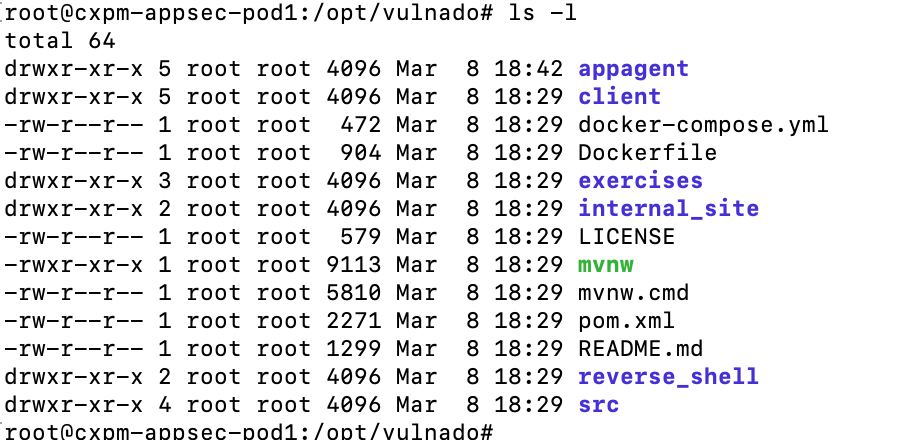 root@cxpm-appsec-pod1:/opt/vulnado# ls -l
total 64
drwxr-xr-x 5 root root 4096 Mar  8 18:42 appagent
drwxr-xr-x 5 root root 4096 Mar  8 18:29 client
-rw-r--r-- 1 root root  472 Mar  8 18:29 docker-compose.yml
-rw-r--r-- 1 root root  904 Mar  8 18:29 Dockerfile
drwxr-xr-x 3 root root 4096 Mar  8 18:29 exercises
drwxr-xr-x 2 root root 4096 Mar  8 18:29 internal_site
-rw-r--r-- 1 root root  579 Mar  8 18:29 LICENSE
-rwxr-xr-x 1 root root 9113 Mar  8 18:29 mvnw
-rw-r--r-- 1 root root 5810 Mar  8 18:29 mvnw.cmd
-rw-r--r-- 1 root root 2271 Mar  8 18:29 pom.xml
-rw-r--r-- 1 root root 1299 Mar  8 18:29 README.md
drwxr-xr-x 2 root root 4096 Mar  8 18:29 reverse_shell
drwxr-xr-x 4 root root 4096 Mar  8 18:29 src
root@cxpm-appsec-pod1:/opt/vulnado#